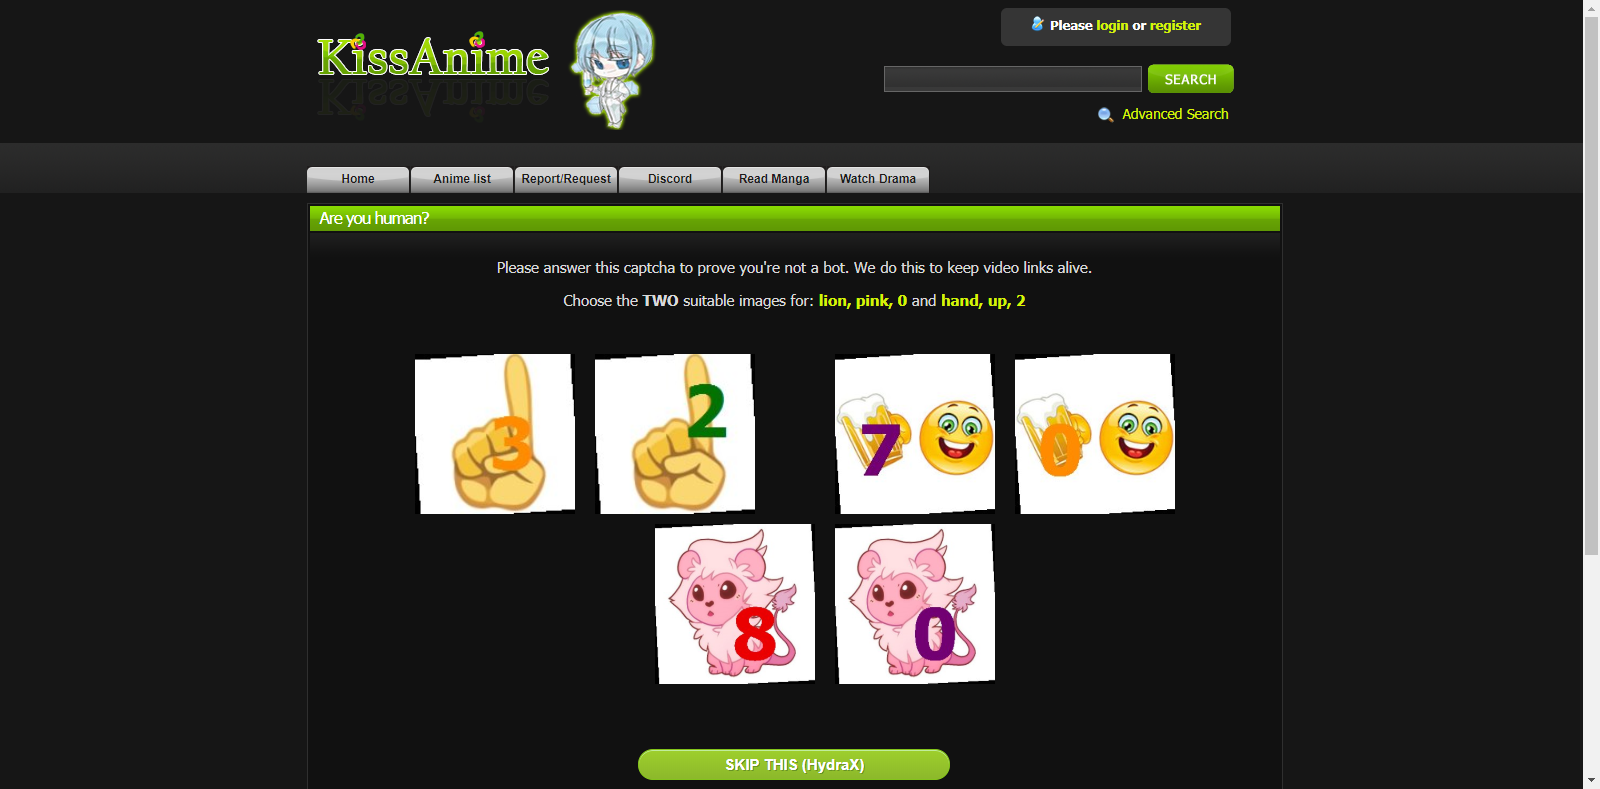 KissAnime
Please login or register
SEARCH
Advanced Search
Home
Anime list
Report/Request
Discord
Read Manga
Watch Drama
Are you human?
Please answer this captcha to prove you're not a bot. We do this to keep video links alive.
Choose the TWO suitable images for: lion, pink, 0 and hand, up, 2
3
2
7
0
8
0
SKIP THIS (HydraX)